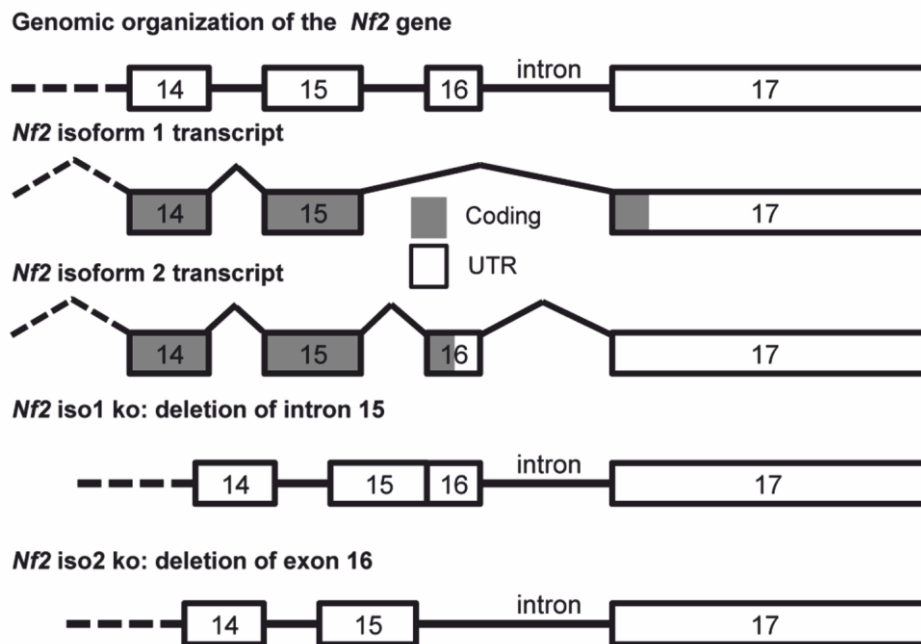 Genomic organization of the Nf2 gene
intron
14 15 16 17
Nf2 isoform 1 transcript
14 15 17
Coding
UTR
Nf2 isoform 2 transcript
14 15 16 17
Nf2 iso1 ko: deletion of intron 15
intron
14 15 16 17
Nf2 iso2 ko: deletion of exon 16
intron
14 15 17